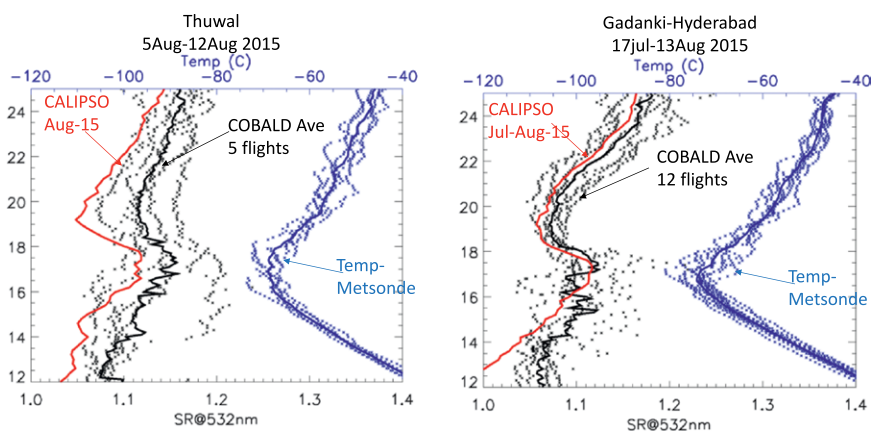 Thuwal
5Aug-12Aug 2015
Temp (C)
-120 -100 -80 -60 -40
CALIPSO
Aug-15
COBALD Ave
5 flights
Temp-
Metsonde
24
22
20
18
16
14
12
1.0 1.1 1.2 1.3 1.4
SR@532nm
Gadanki-Hyderabad
17jul-13Aug 2015
Temp (C)
-120 -100 -80 -60 -40
CALIPSO
Jul-Aug-15
COBALD Ave
12 flights
Temp-
Metsonde
24
22
20
18
16
14
12
1.0 1.1 1.2 1.3 1.4
SR@532nm